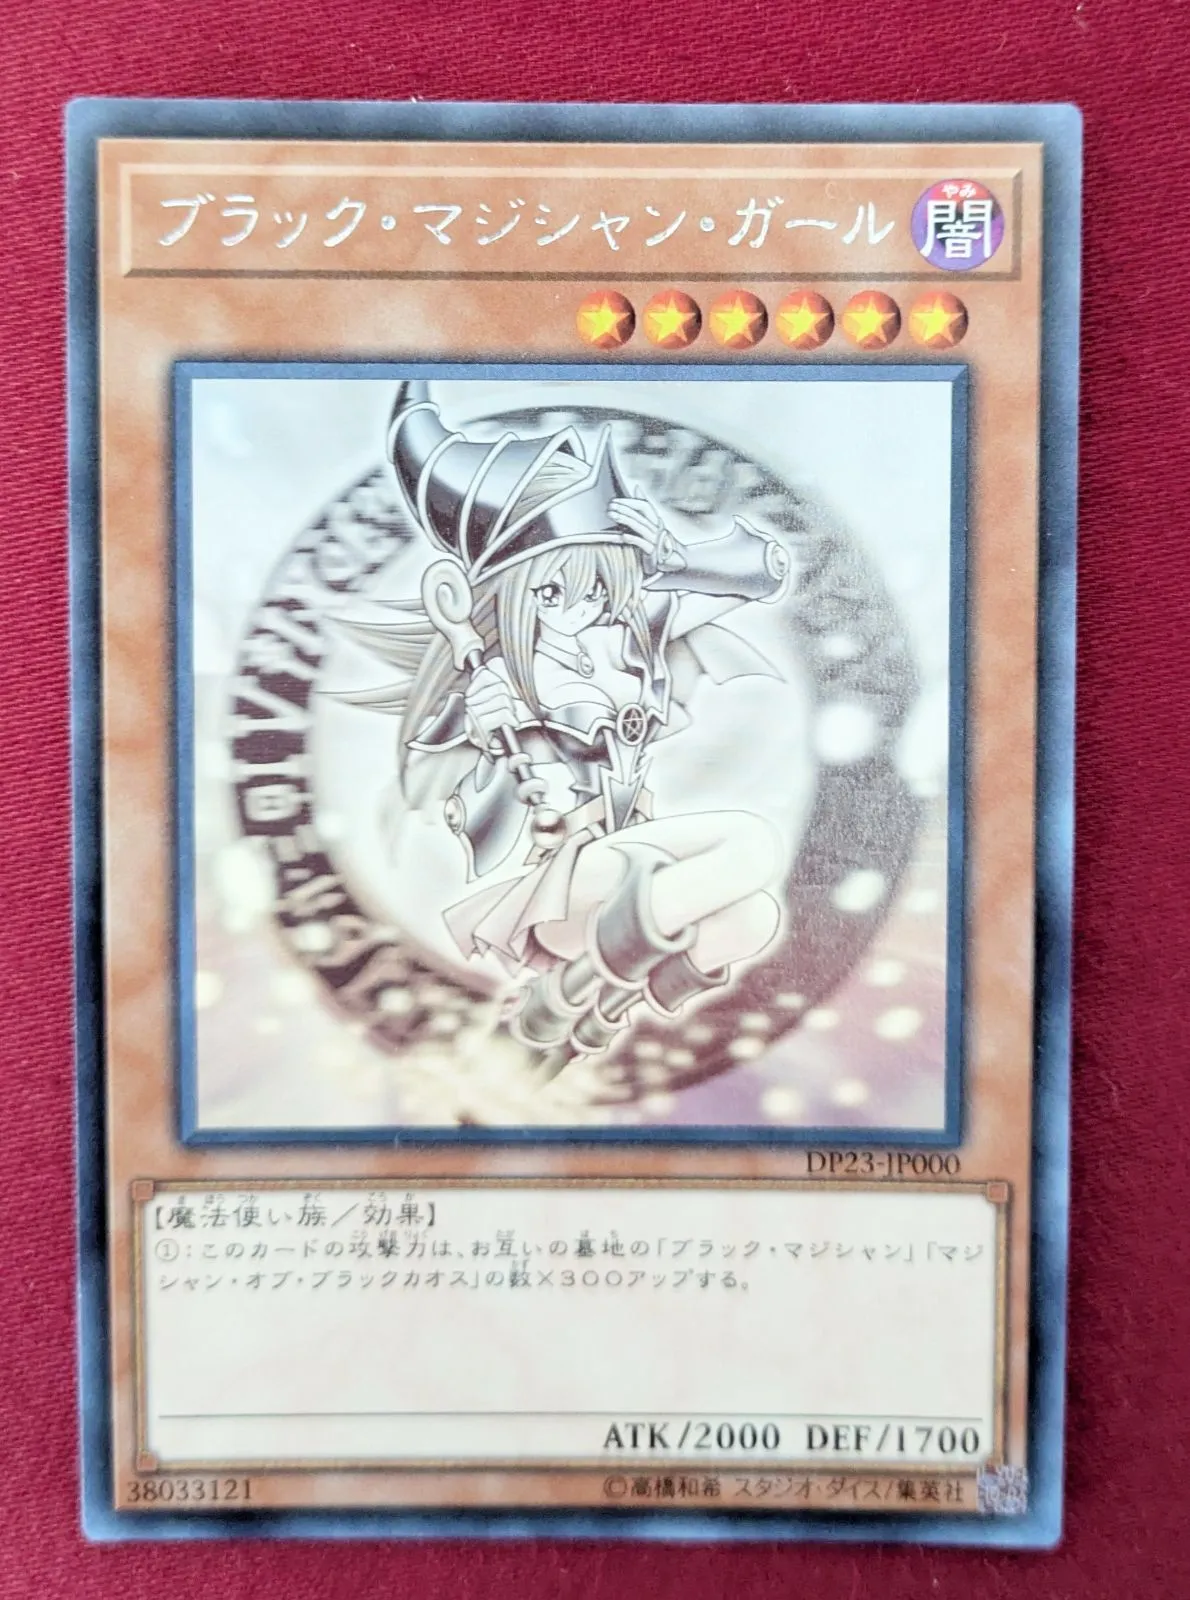 ブラック・マジシャン・ガール
やみ
闇
DP23-JP000
【魔法使い族/効果】
①:このカードの攻撃力は、お互いの墓地の「ブラック・マジシャン」「マジ
シャン・オブ・ブラックカオス」の数×300アップする。
ATK/2000 DEF/1700
38033121
©高橋和希 スタジオ・ダイス/集英社